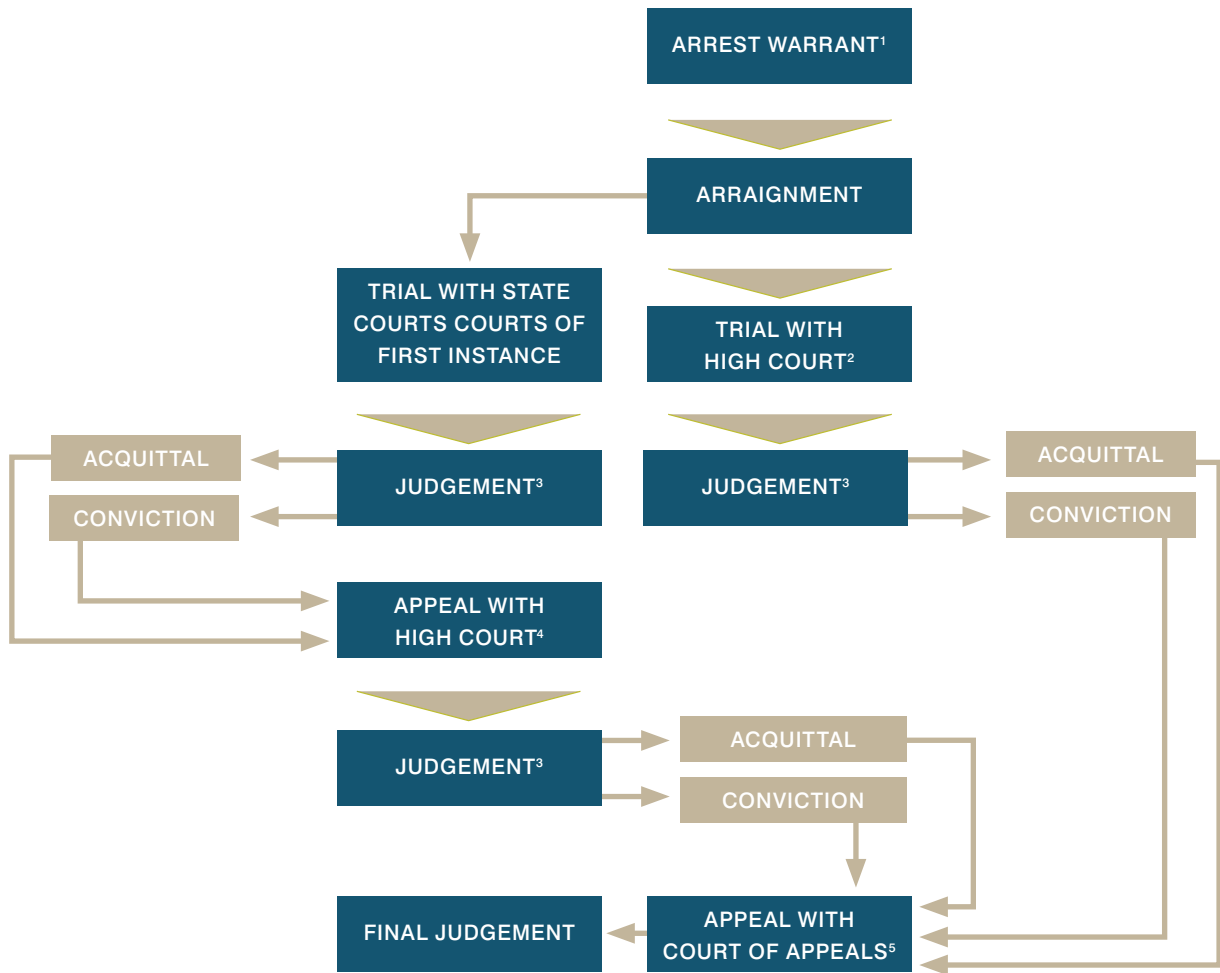 ARREST WARRANT¹
ARRAIGNMENT
TRIAL WITH STATE
COURTS COURTS OF
FIRST INSTANCE
TRIAL WITH
HIGH COURT²
ACQUITTAL
CONVICTION
JUDGEMENT³
JUDGEMENT³
ACQUITTAL
CONVICTION
APPEAL WITH
HIGH COURT⁴
JUDGEMENT³
ACQUITTAL
CONVICTION
FINAL JUDGEMENT
APPEAL WITH
COURT OF APPEALS⁵